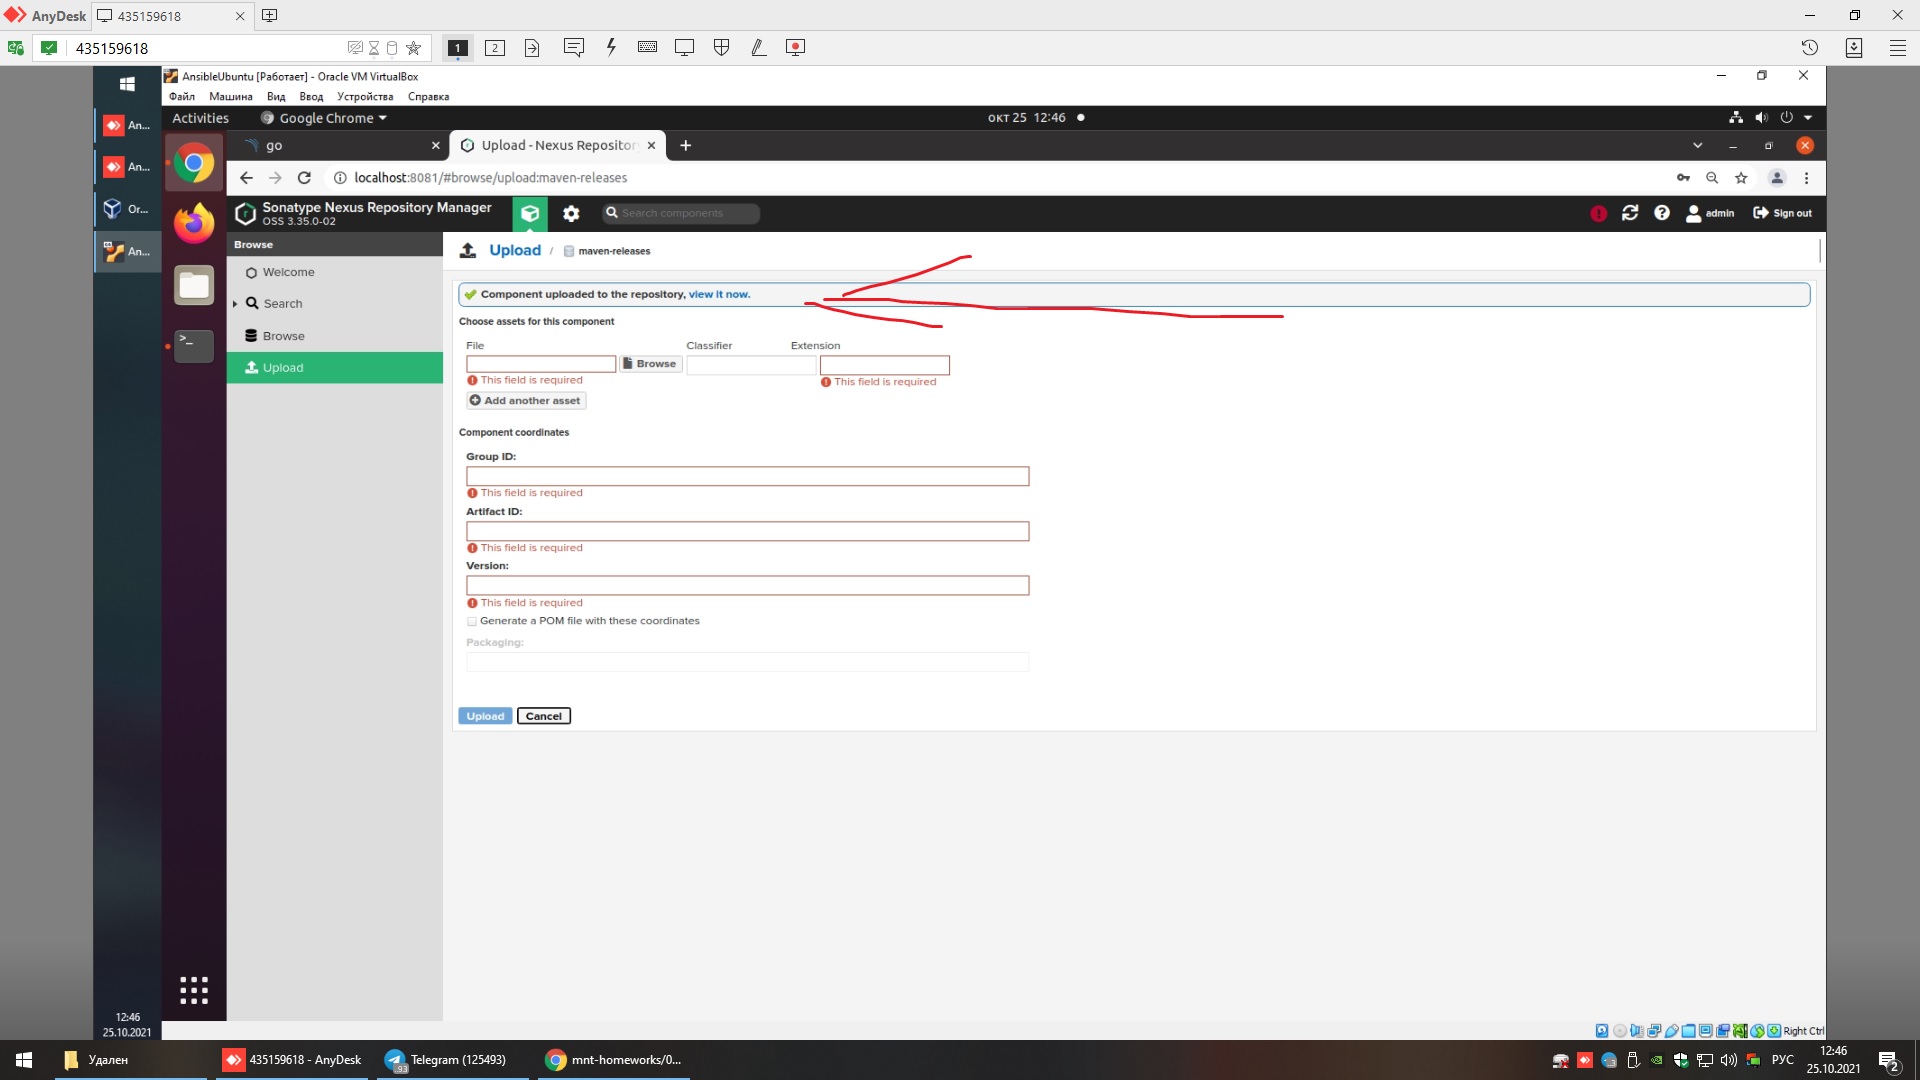 AnyDesk
435159618
435159618
1
2
AnsibleUbuntu [Работает] - Oracle VM VirtualBox
Файл Машина Вид Ввод Устройства Справка
An...
An...
Or...
An...
Activities
Google Chrome
окт 25 12:46
go
Upload - Nexus Repositor
localhost:8081/#browse/upload:maven-releases
Sonatype Nexus Repository Manager
OSS 3.35.0-02
Search components
admin
Sign out
Browse
Welcome
Search
Browse
Upload
Upload / maven-releases
Component uploaded to the repository, view it now.
Choose assets for this component
File Classifier Extension
Browse
This field is required
This field is required
Add another asset
Component coordinates
Group ID:
This field is required
Artifact ID:
This field is required
Version:
This field is required
Generate a POM file with these coordinates
Packaging:
Upload Cancel
12:46
25.10.2021
Right Ctrl
Удален
435159618 - AnyDesk
Telegram (125493)
.93
mnt-homeworks/0...
РУС
12:46
25.10.2021
2